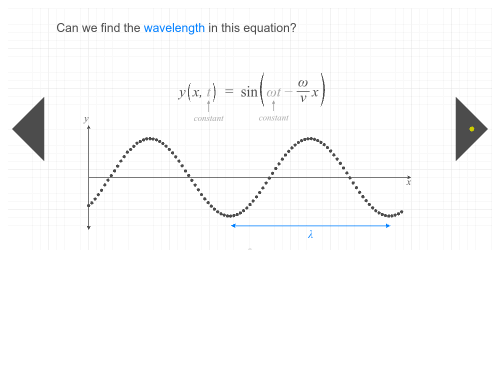 Can we find the wavelength in this equation?
y(x, t) = sin(ωt − ω/v x)
constant constant
y
x
λ